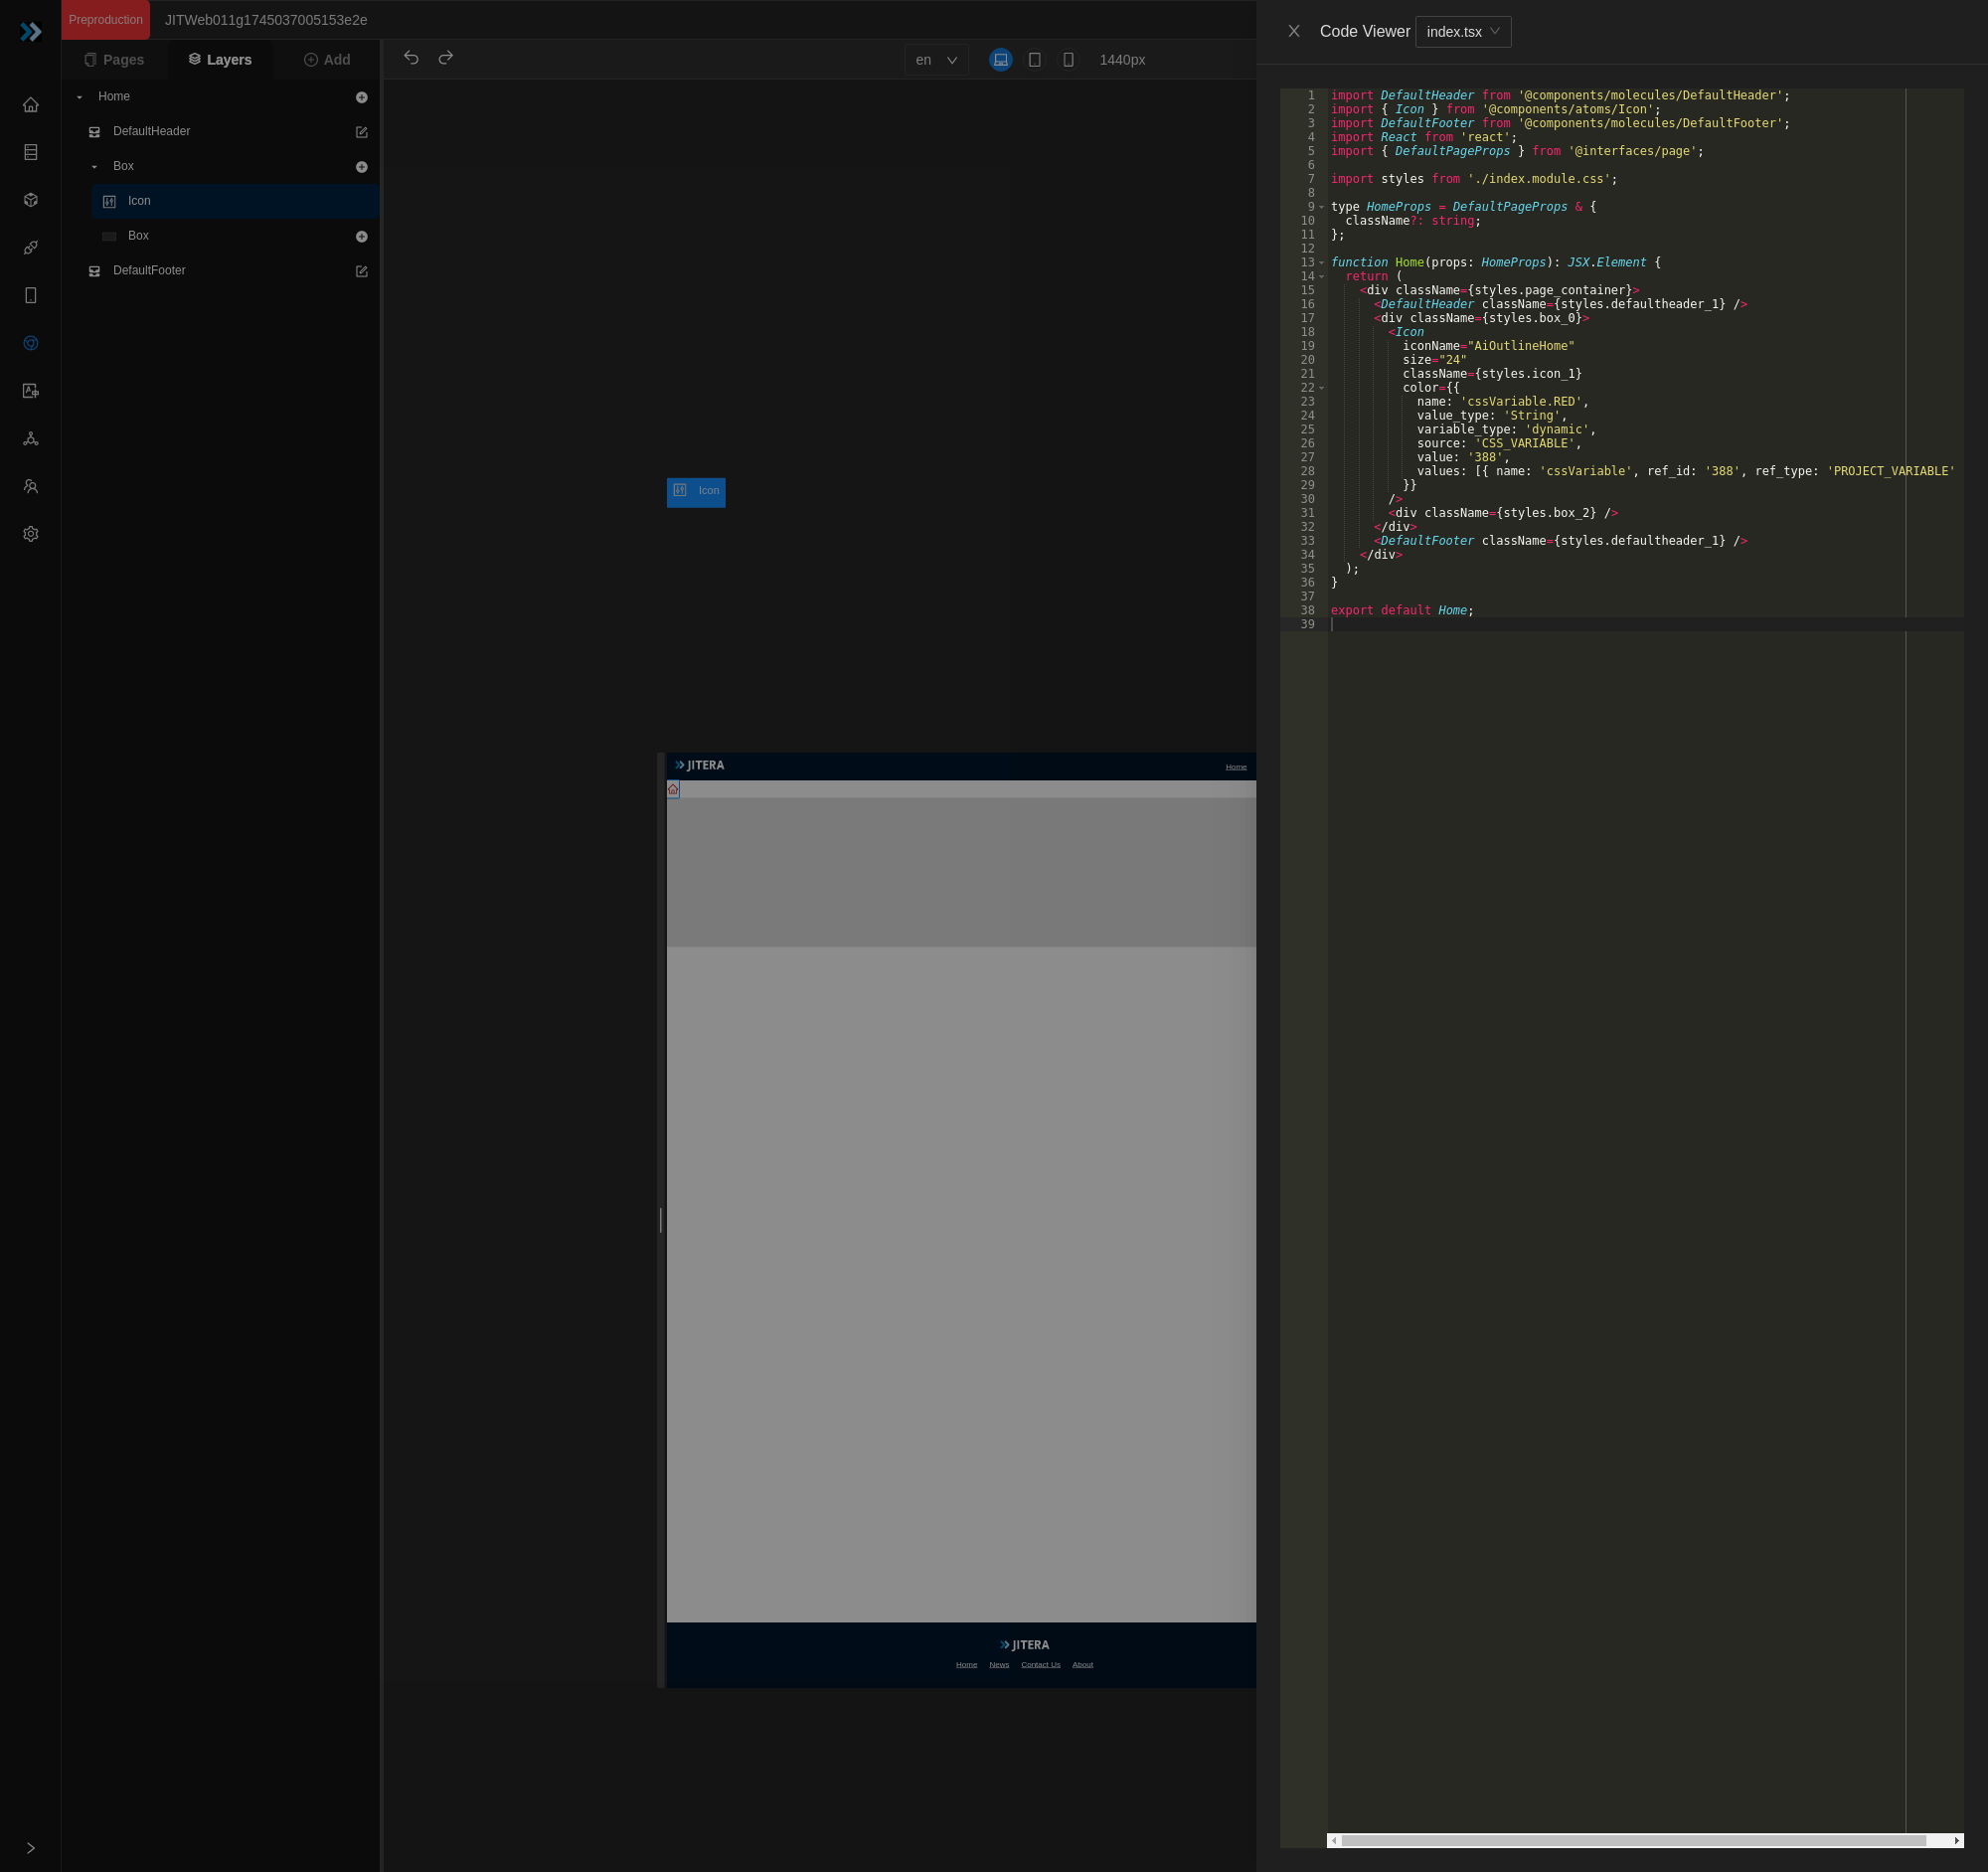 Preproduction JITWeb011g1745037005153e2e
Pages Layers Add
en 1440px
Home
DefaultHeader
Box
Icon
Box
DefaultFooter
Icon
JITERA Home
JITERA
Home News Contact Us About
Code Viewer index.tsx
1 import DefaultHeader from '@components/molecules/DefaultHeader';
2 import { Icon } from '@components/atoms/Icon';
3 import DefaultFooter from '@components/molecules/DefaultFooter';
4 import React from 'react';
5 import { DefaultPageProps } from '@interfaces/page';
6
7 import styles from './index.module.css';
8
9 type HomeProps = DefaultPageProps & {
10 className?: string;
11 };
12
13 function Home(props: HomeProps): JSX.Element {
14 return (
15 <div className={styles.page_container}>
16 <DefaultHeader className={styles.defaultheader_1} />
17 <div className={styles.box_0}>
18 <Icon
19 iconName="AiOutlineHome"
20 size="24"
21 className={styles.icon_1}
22 color={{
23 name: 'cssVariable.RED',
24 value_type: 'String',
25 variable_type: 'dynamic',
26 source: 'CSS_VARIABLE',
27 value: '388',
28 values: [{ name: 'cssVariable', ref_id: '388', ref_type: 'PROJECT_VARIABLE'
29 }}
30 />
31 <div className={styles.box_2} />
32 </div>
33 <DefaultFooter className={styles.defaultheader_1} />
34 </div>
35 );
36 }
37
38 export default Home;
39